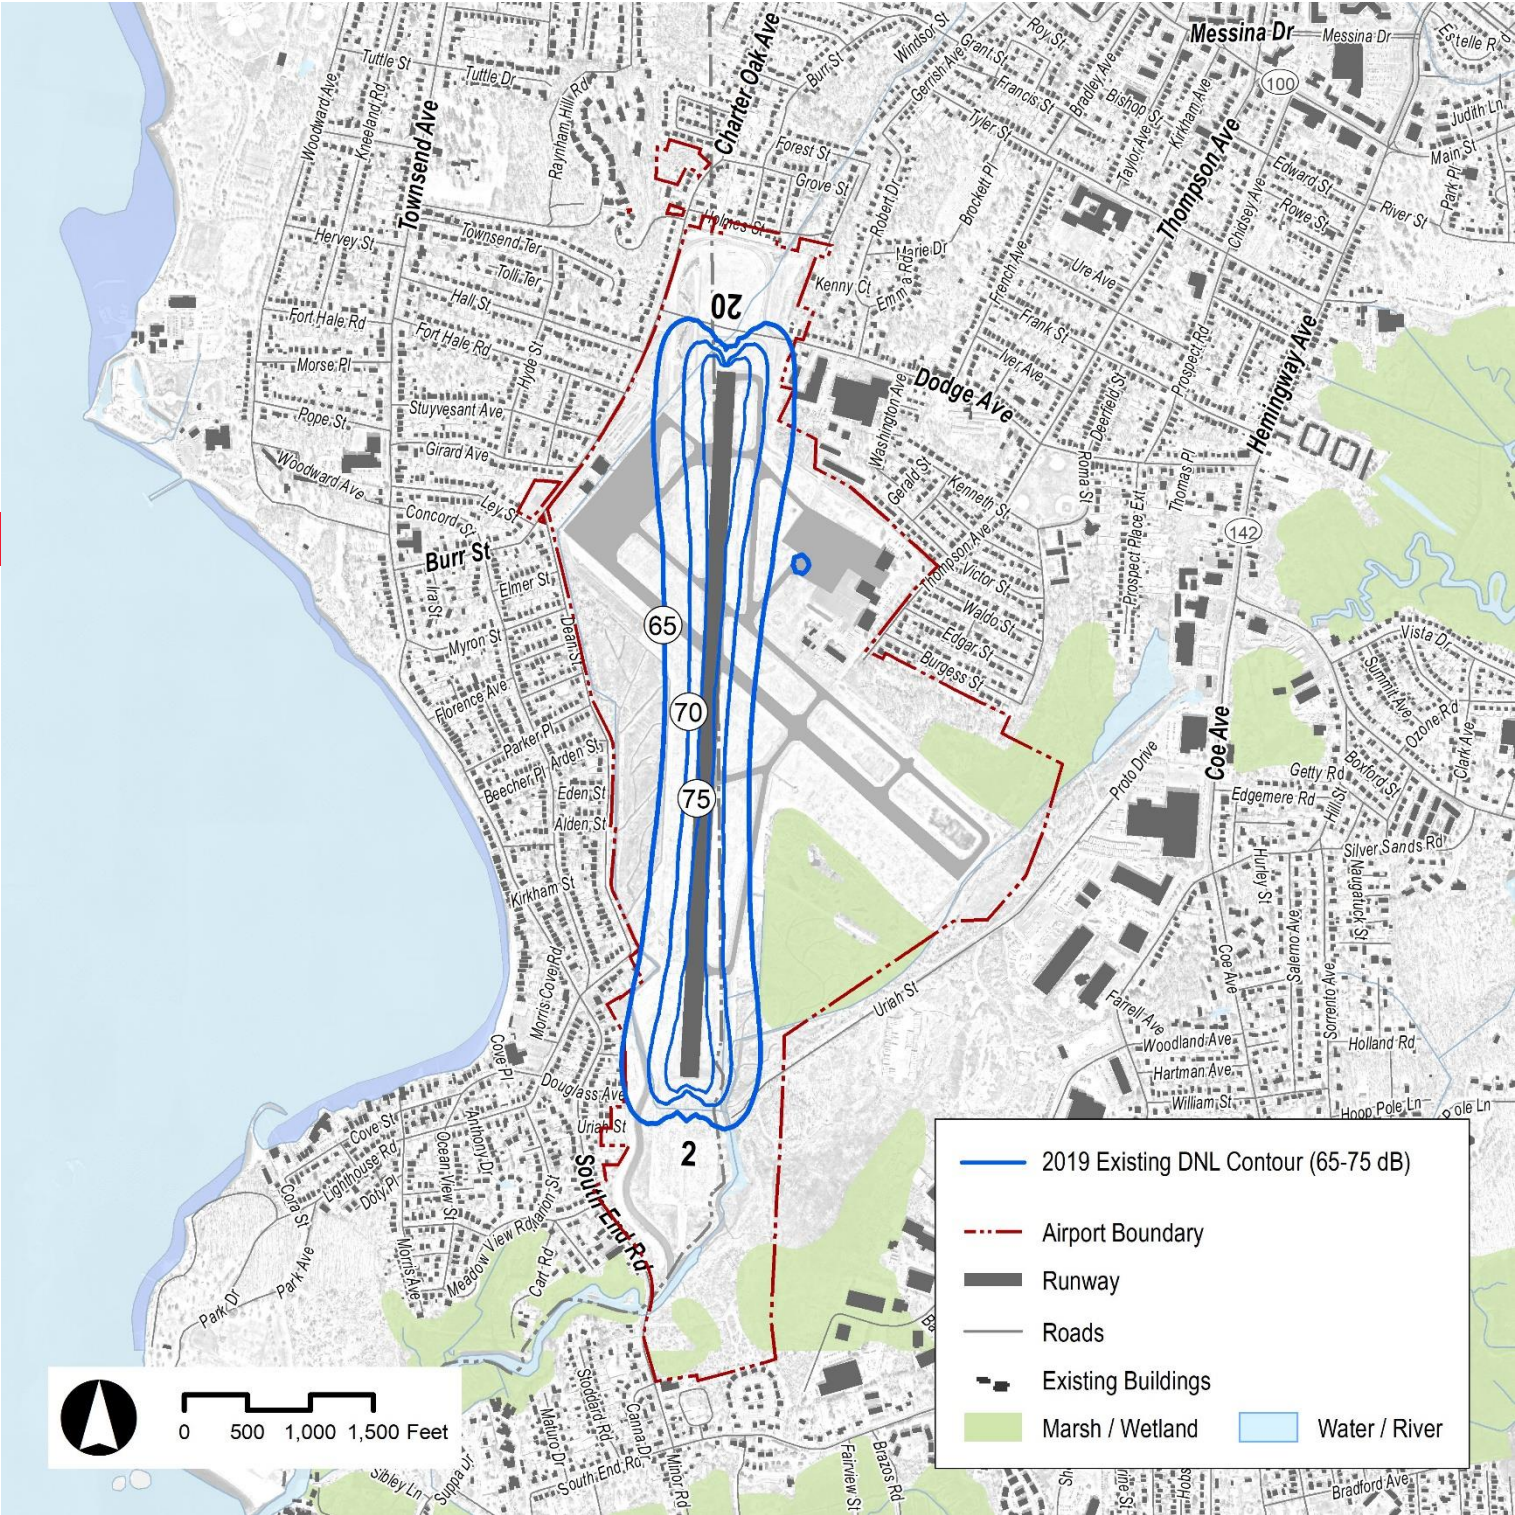 Messina Dr
Messina Dr
Estelle R
Roy St
Windsor St
Grant St
Burr St
Charter Oak Ave
Gerrish Ave
Francis St
Bradley Ave
100
Tuttle St
Tuttle Dr
Raynham Hill Rd
Woodward Ave
Kneeland Rd
Townsend Ave
Bishop St
Kirkham Ave
Taylor Ave
Judith Ln
Tyler St
Forest St
Grove St
Main St
Thompson Ave
Edward St
Park Pl
Brockett Pl
Robert Dr
Rowe St
River St
Chidsey Ave
Holmes St
Hervey St
Townsend Ter
Tolli Ter
Marie Dr
French Ave
Ure Ave
Kenny Ct
Emma Rd
Hall St
20
Fort Hale Rd
Fort Hale Rd
Frank St
Prospect Rd
Hemingway Ave
Iver Ave
Morse Pl
Hyde St
Dodge Ave
Deerfield St
Washington Ave
Pope St
Stuyvesant Ave
Girard Ave
Woodward Ave
Gerald St
Kenneth St
Roma St
Thomas Pl
Ley St
Concord St
Prospect Place Ext
142
Burr St
Thompson Ave
Victor St
Elmer St
Ira St
Waldo St
65
Dean St
Edgar St
Myron St
Burgess St
Vista Dr
Summit Ave
Florence Ave
70
Ozone Rd
Clark Ave
Parker Pl
Arden St
Coe Ave
Proto Drive
Boxford St
Getty Rd
Beecher Pl
Eden St
75
Edgemere Rd
Hill St
Alden St
Silver Sands Rd
Kirkham St
Hurley St
Naugatuck St
Salerno Ave
Coe Ave
Morris Cove Rd
Sorrento Ave
Uriah St
Farrell Ave
Woodland Ave
Holland Rd
Cove Pl
Hartman Ave
Douglass Ave
William St
Hoop Pole Ln
Pole Ln
Cove St
Anthony Dr
Uriah St
Lighthouse Rd
Ocean View St
2
Doty Pl
Cora St
South End Rd
Marion St
Meadow View Rd
Morris Ave
Cart Rd
Park Ave
Park Dr
2019 Existing DNL Contour (65-75 dB)
Airport Boundary
Runway
Roads
Existing Buildings
Marsh / Wetland
Water / River
0 500 1,000 1,500 Feet
Stoddard Rd
Maturo Dr
Canna Dr
Minor Rd
South End Rd
Fairview St
Brazos Rd
Sibley Ln
Suppa Dr
Bradford Ave